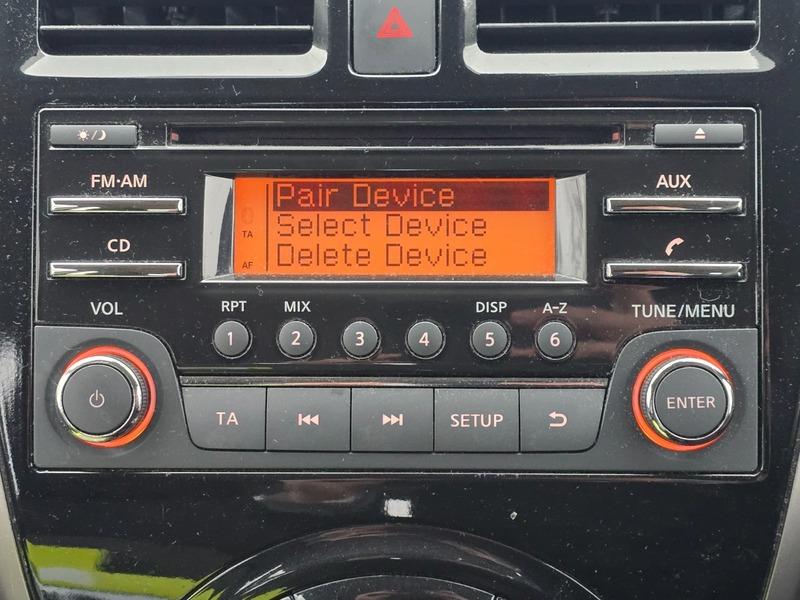 FM·AM
CD
VOL
TA
AF
Pair Device
Select Device
Delete Device
AUX
TUNE/MENU
RPT MIX DISP A-Z
1 2 3 4 5 6
TA SETUP
ENTER